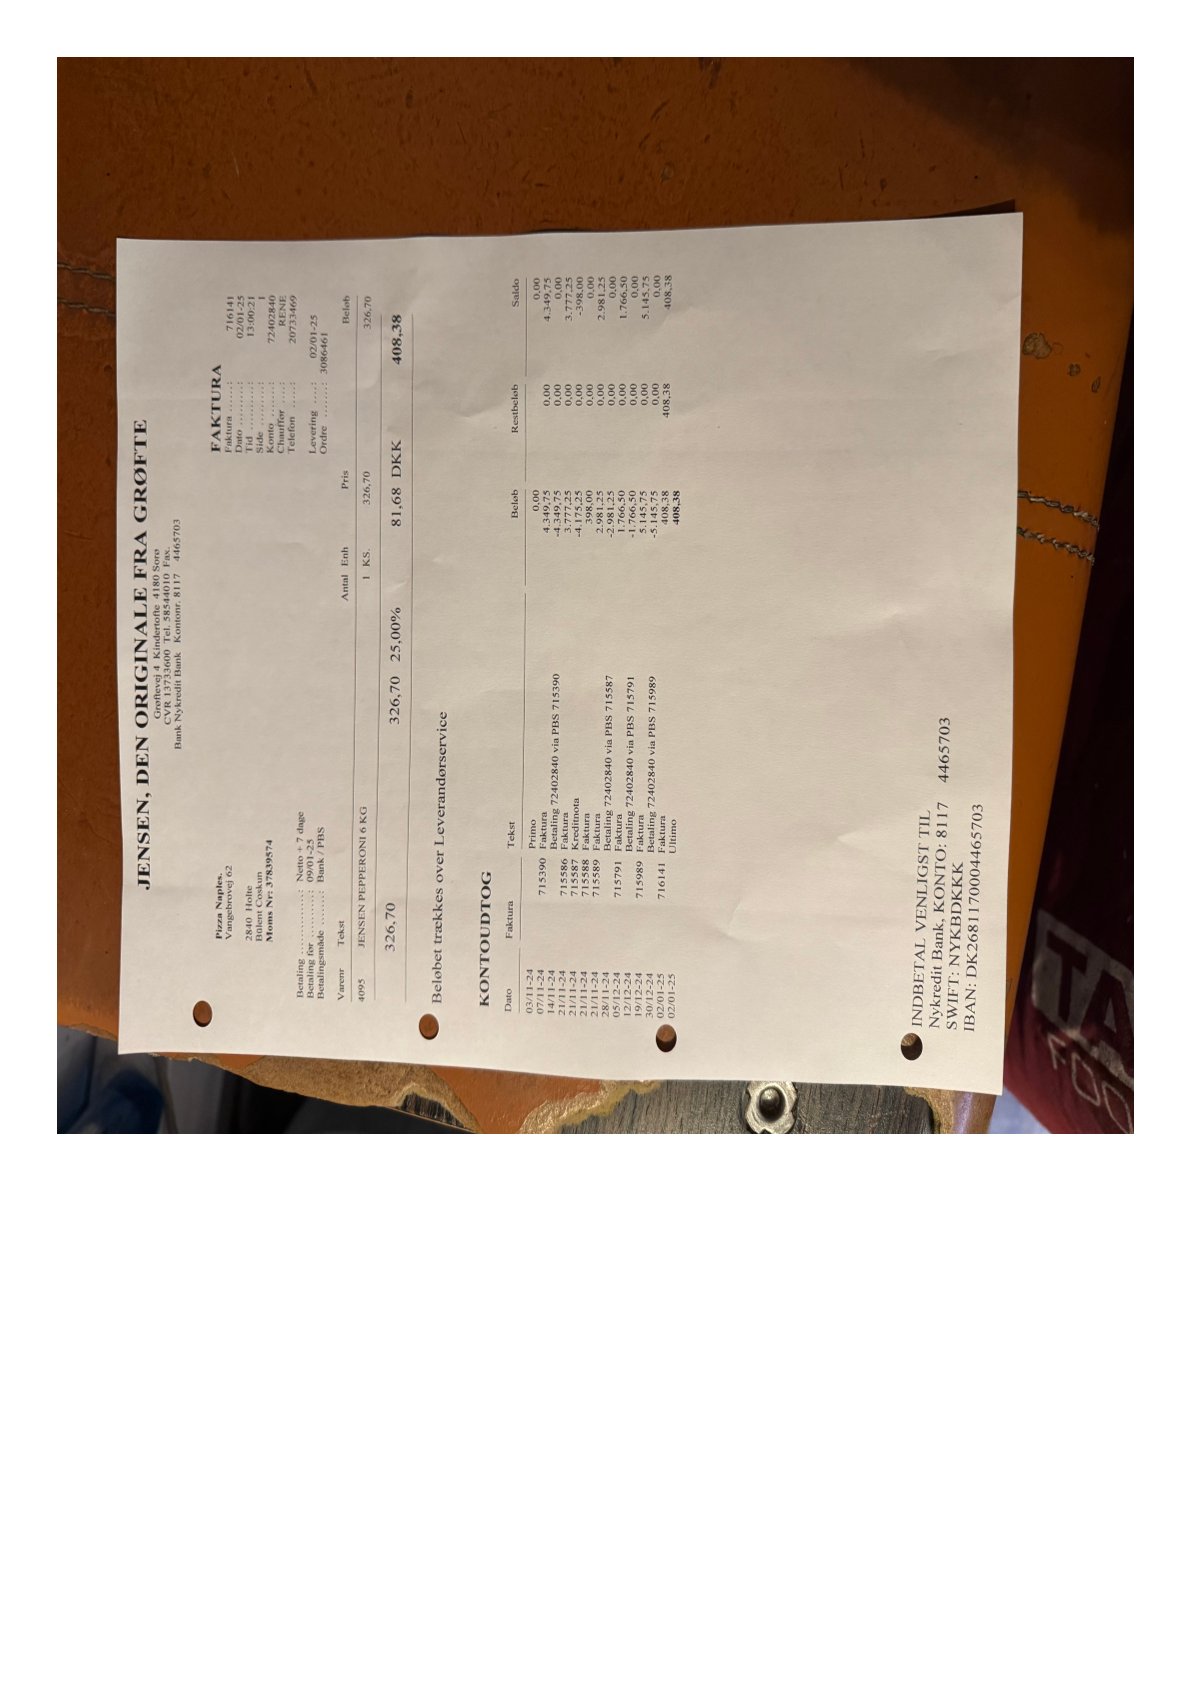 JENSEN, DEN ORIGINALE FRA GRØFTE
Grøftevej 4 Kindertofte 4180 Sorø
CVR 13733600 Tel. 58544010 Fax.
Bank Nykredit Bank Kontonr. 8117 4465703
Pizza Naples.
Vangebrovej 62
2840 Holte
Bülent Coskun
Moms Nr: 37839574
FAKTURA
Faktura ......: 716141
Dato .........: 02/01-25
Tid ..........: 13:00:21
Side .........: 1
Konto .......: 72402840
Chauffør ....: RENE
Telefon .....: 20733469
Levering ....: 02/01-25
Ordre .......: 3086461
Betaling ..............: Netto + 7 dage
Betaling før ..........: 09/01-25
Betalingsmåde .......: Bank / PBS
Varenr Tekst Antal Enh Pris Beløb
4095 JENSEN PEPPERONI 6 KG 1 KS. 326,70 326,70
326,70 326,70 25,00% 81,68 DKK 408,38
Beløbet trækkes over Leverandørservice
KONTOUDTOG
Dato Faktura Tekst Beløb Restbeløb Saldo
03/11-24 Primo 0,00 0,00
07/11-24 715390 Faktura 4.349,75 0,00 4.349,75
14/11-24 Betaling 72402840 via PBS 715390 -4.349,75 0,00 0,00
21/11-24 715586 Faktura 3.777,25 0,00 3.777,25
21/11-24 715587 Kreditnota -4.175,25 0,00 -398,00
21/11-24 715588 Faktura 398,00 0,00 0,00
21/11-24 715589 Faktura 2.981,25 0,00 2.981,25
28/11-24 Betaling 72402840 via PBS 715587 -2.981,25 0,00 0,00
05/12-24 715791 Faktura 1.766,50 0,00 1.766,50
12/12-24 Betaling 72402840 via PBS 715791 -1.766,50 0,00 0,00
19/12-24 715989 Faktura 5.145,75 0,00 5.145,75
30/12-24 Betaling 72402840 via PBS 715989 -5.145,75 0,00 0,00
02/01-25 716141 Faktura 408,38 408,38 408,38
02/01-25 Ultimo 408,38
INDBETAL VENLIGST TIL
Nykredit Bank, KONTO: 8117 4465703
SWIFT: NYKBDKKK
IBAN: DK2681170004465703